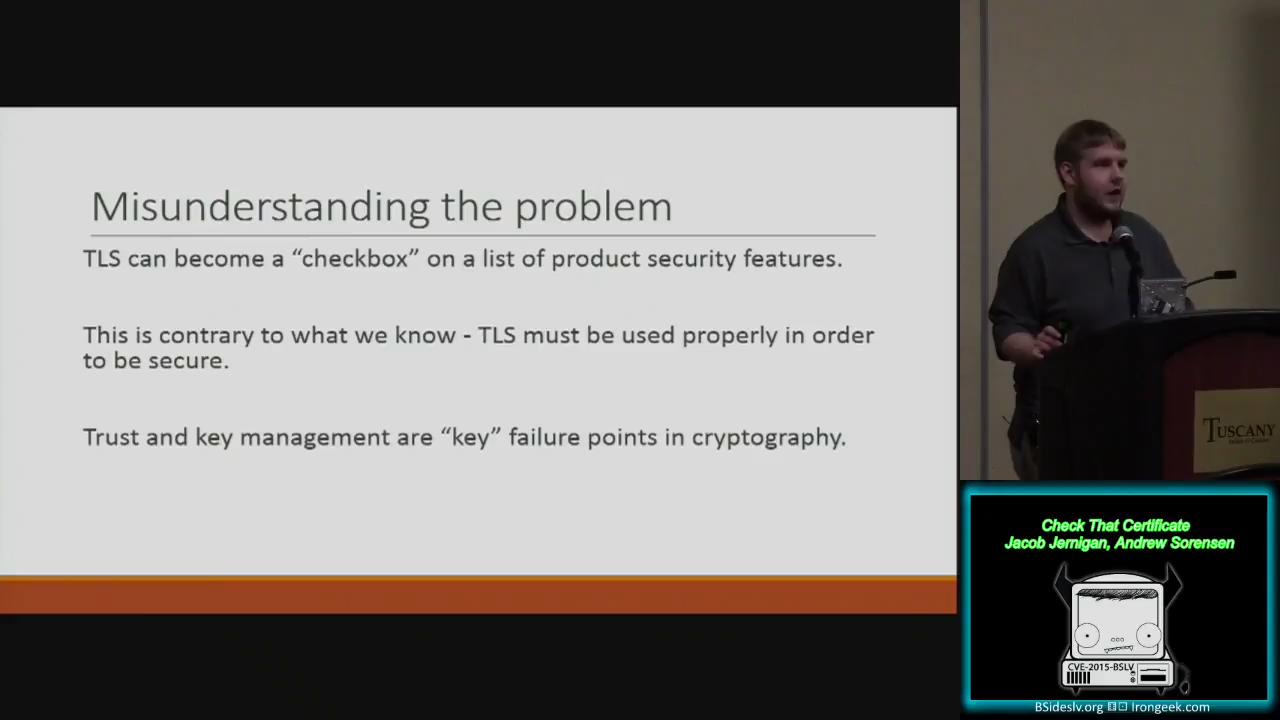 Misunderstanding the problem
TLS can become a “checkbox” on a list of product security features.
This is contrary to what we know - TLS must be used properly in order
to be secure.
Trust and key management are “key” failure points in cryptography.
TUSCANY
Check That Certificate
Jacob Jernigan, Andrew Sorensen
CVE-2015-BSLV
BSideslv.org
Irongeek.com